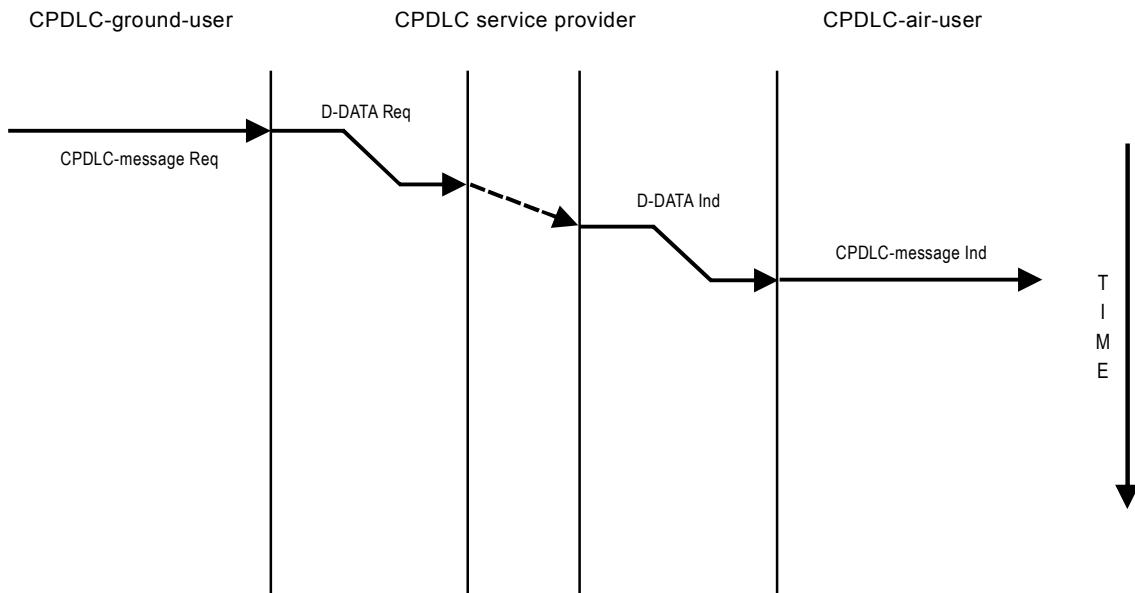 CPDLC-ground-user
CPDLC service provider
CPDLC-air-user
D-DATA Req
CPDLC-message Req
D-DATA Ind
CPDLC-message Ind
T
I
M
E